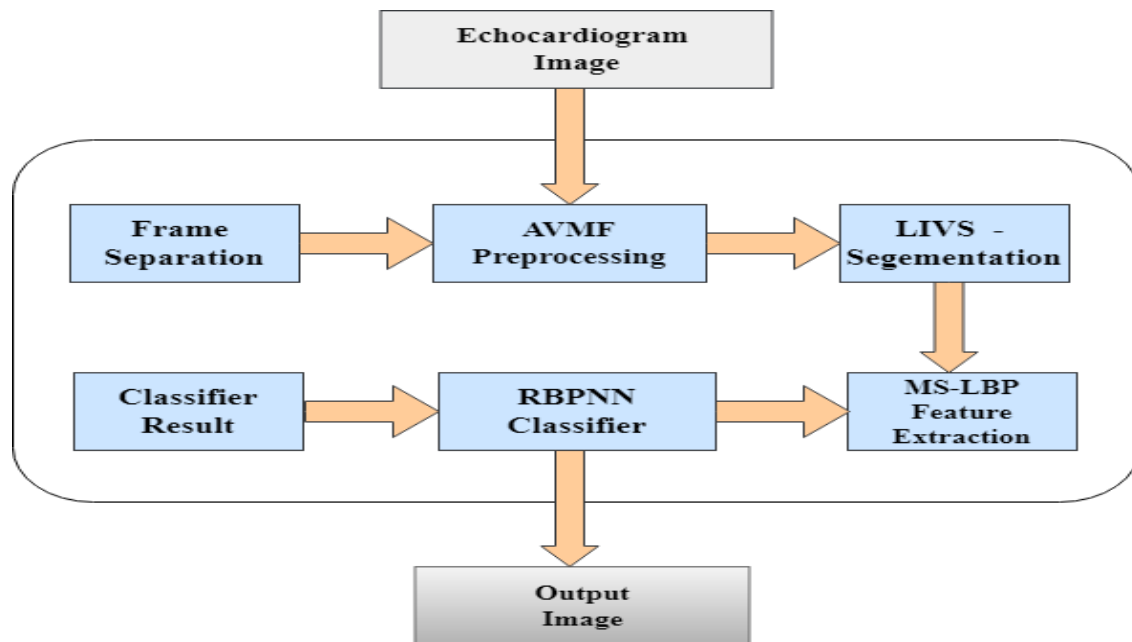 Echocardiogram
Image
Frame
Separation
AVMF
Preprocessing
LIVS -
Segementation
Classifier
Result
RBPNN
Classifier
MS-LBP
Feature
Extraction
Output
Image